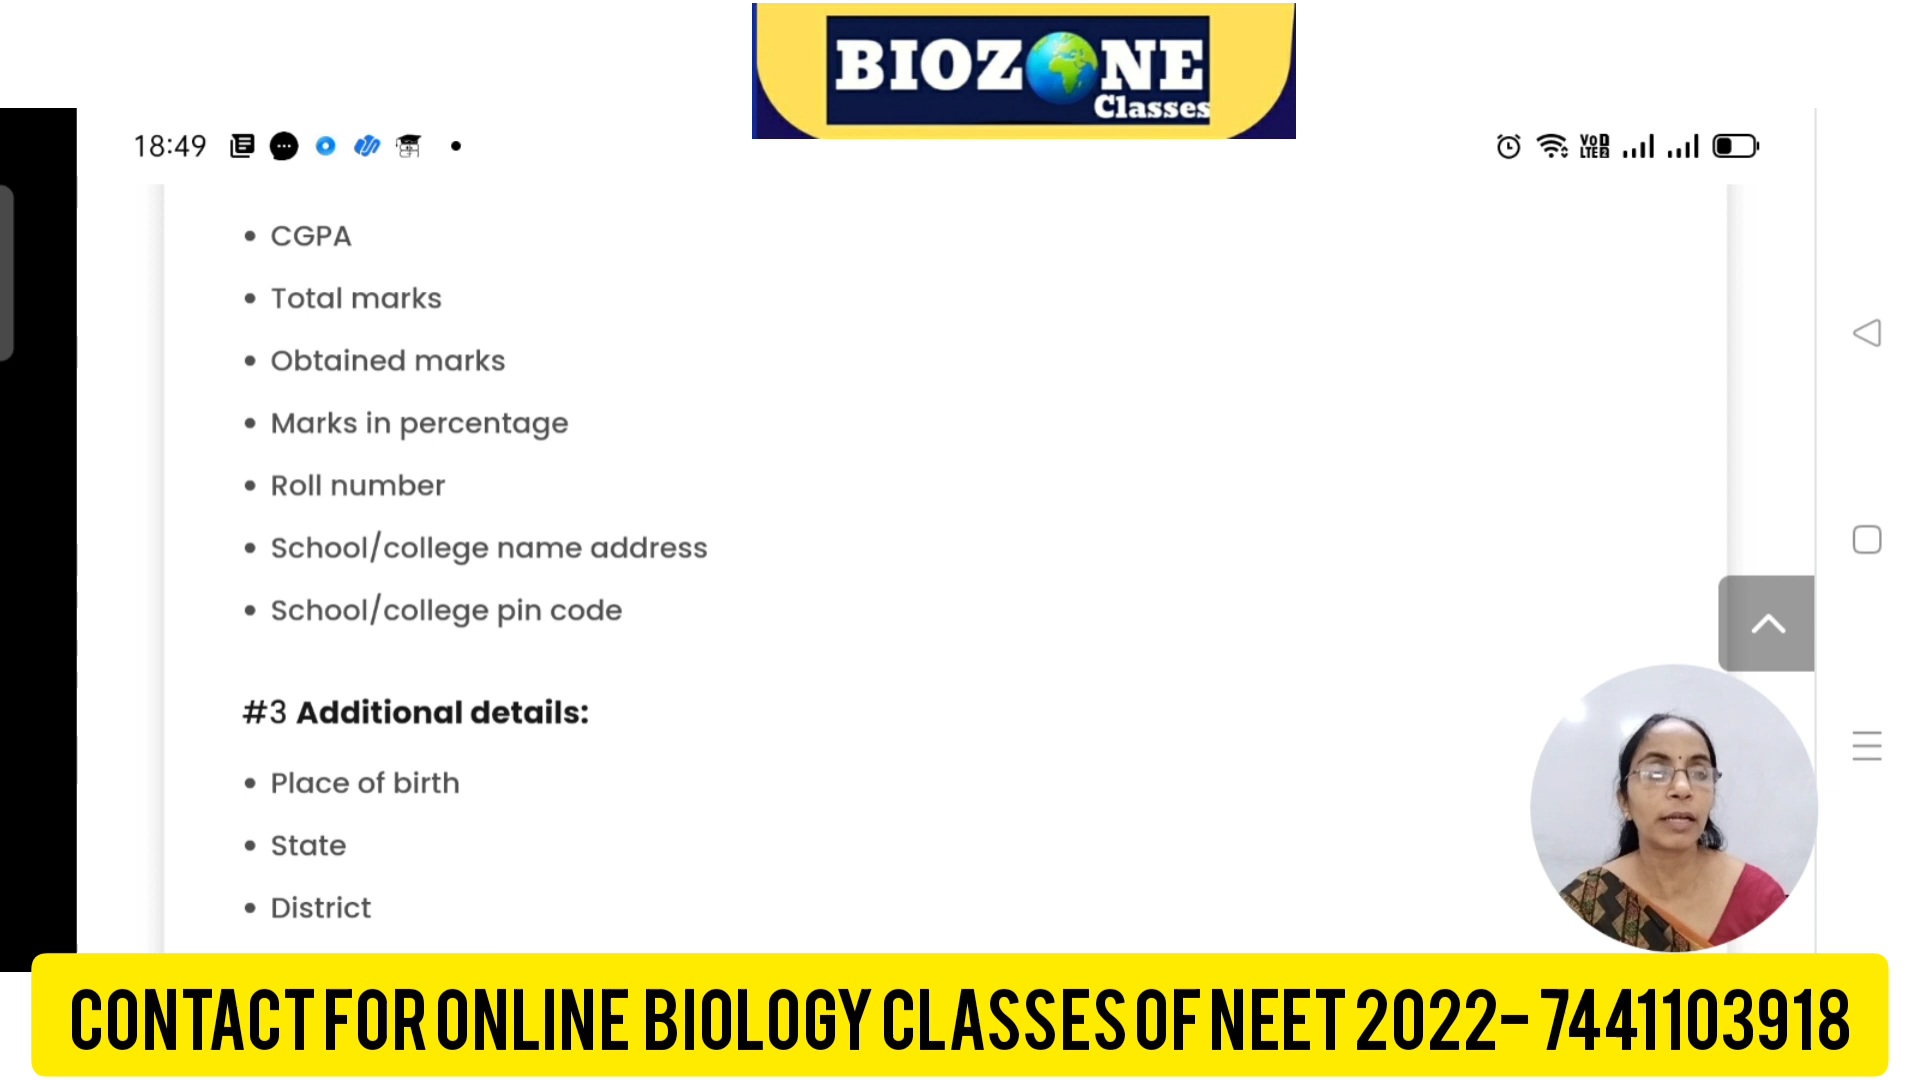 BIOZONE
Classes
18:49
VoD
LTE2
CGPA
Total marks
Obtained marks
Marks in percentage
Roll number
School/college name address
School/college pin code
#3 Additional details:
Place of birth
State
District
CONTACT FOR ONLINE BIOLOGY CLASSES OF NEET 2022- 7441103918